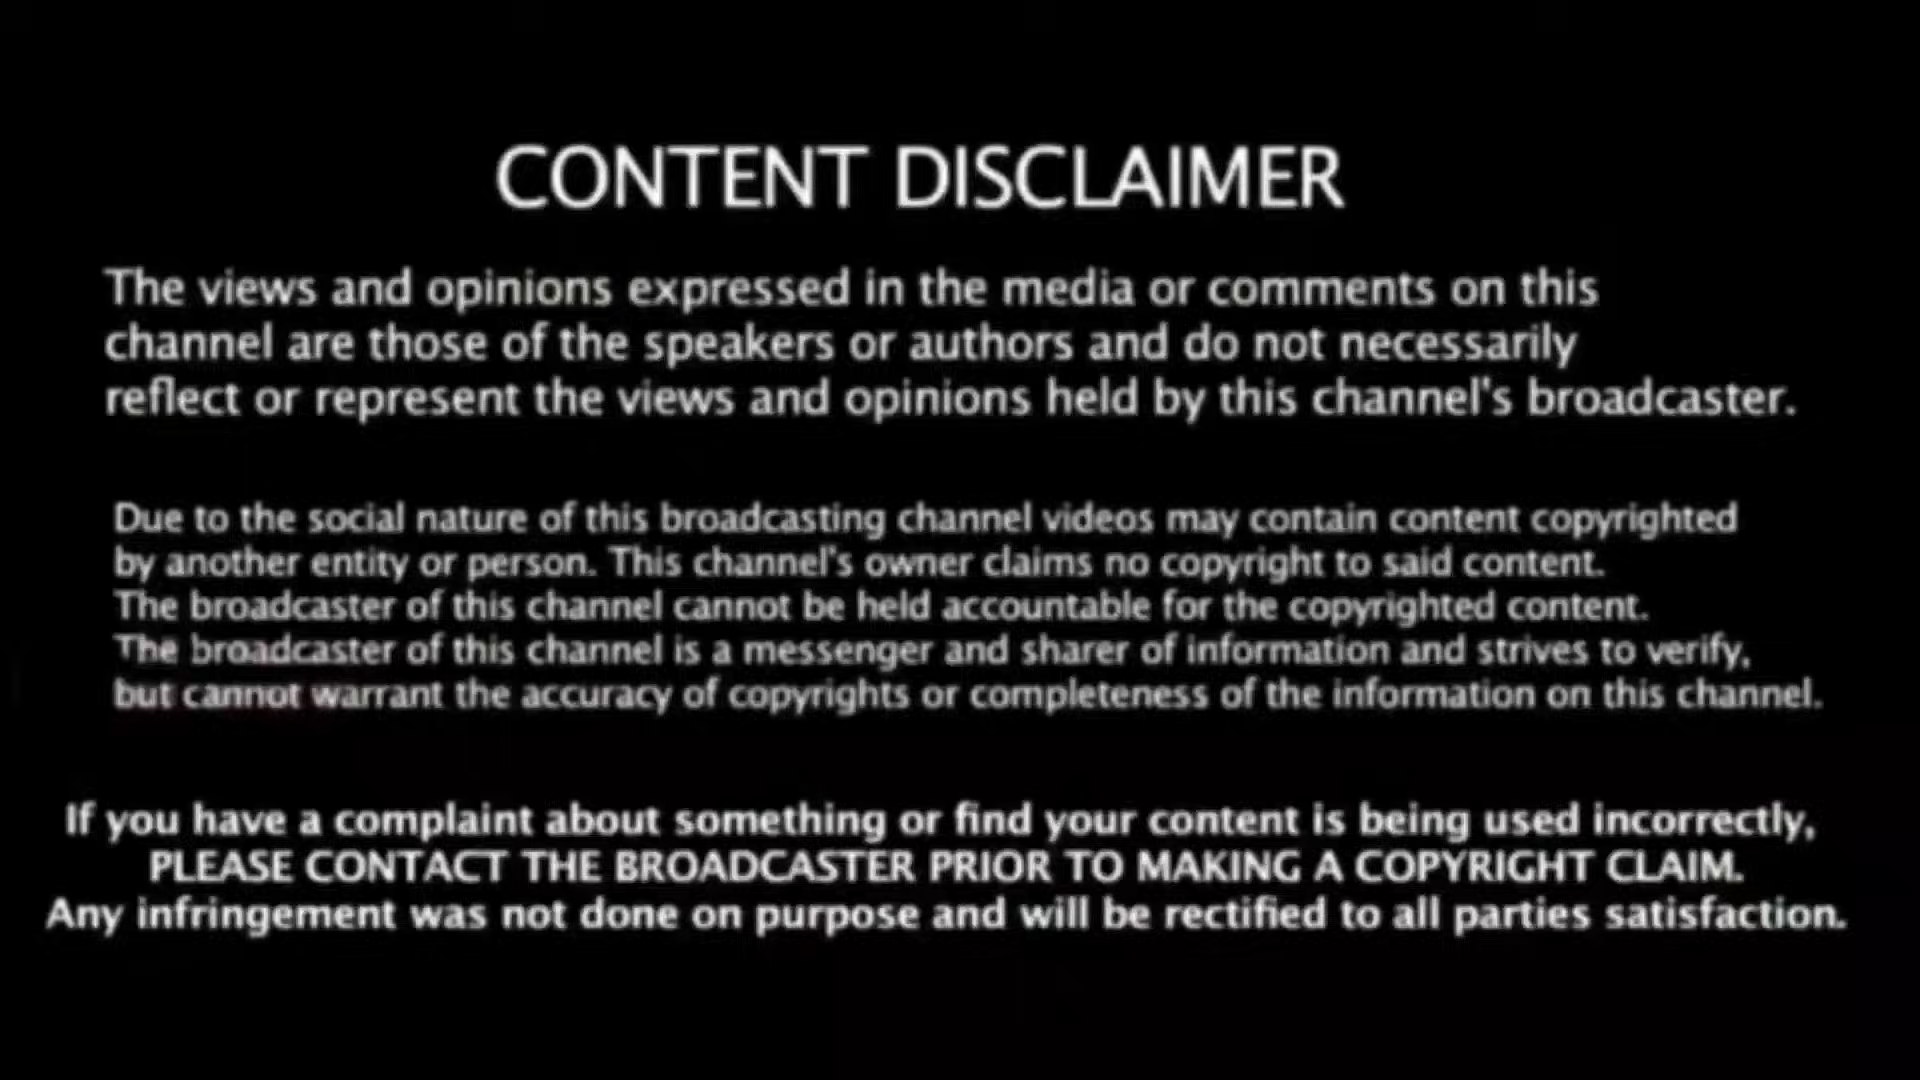 CONTENT DISCLAIMER
The views and opinions expressed in the media or comments on this
channel are those of the speakers or authors and do not necessarily
reflect or represent the views and opinions held by this channel's broadcaster.
Due to the social nature of this broadcasting channel videos may contain content copyrighted
by another entity or person. This channel's owner claims no copyright to said content.
The broadcaster of this channel cannot be held accountable for the copyrighted content.
The broadcaster of this channel is a messenger and sharer of information and strives to verify,
but cannot warrant the accuracy of copyrights or completeness of the information on this channel.
If you have a complaint about something or find your content is being used incorrectly,
PLEASE CONTACT THE BROADCASTER PRIOR TO MAKING A COPYRIGHT CLAIM.
Any infringement was not done on purpose and will be rectified to all parties satisfaction.